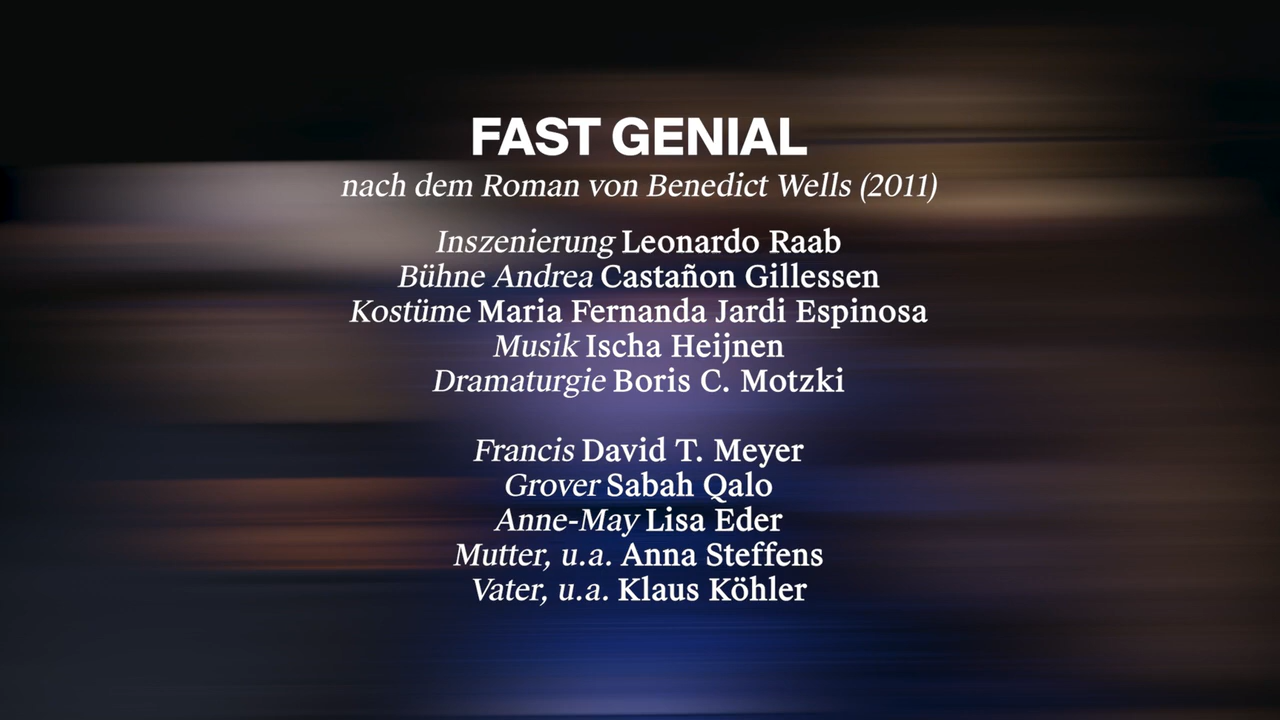 FAST GENIAL
nach dem Roman von Benedict Wells (2011)
Inszenierung Leonardo Raab
Bühne Andrea Castañon Gillessen
Kostüme Maria Fernanda Jardi Espinosa
Musik Ischa Heijnen
Dramaturgie Boris C. Motzki
Francis David T. Meyer
Grover Sabah Qalo
Anne-May Lisa Eder
Mutter, u.a. Anna Steffens
Vater, u.a. Klaus Köhler